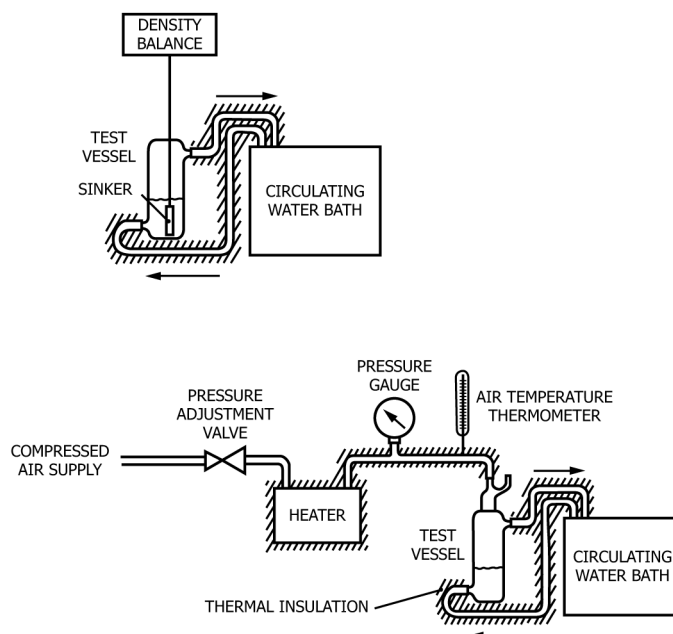 DENSITY
BALANCE
TEST
VESSEL
SINKER
CIRCULATING
WATER BATH
PRESSURE
GAUGE
PRESSURE
ADJUSTMENT
VALVE
AIR TEMPERATURE
THERMOMETER
COMPRESSED
AIR SUPPLY
HEATER
TEST
VESSEL
CIRCULATING
WATER BATH
THERMAL INSULATION